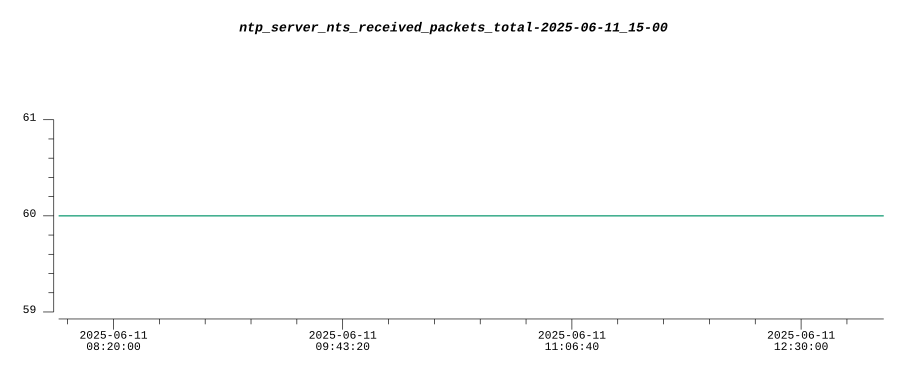 ntp_server_nts_received_packets_total-2025-06-11_15-00
61
60
59
2025-06-11 2025-06-11 2025-06-11 2025-06-11
08:20:00 09:43:20 11:06:40 12:30:00